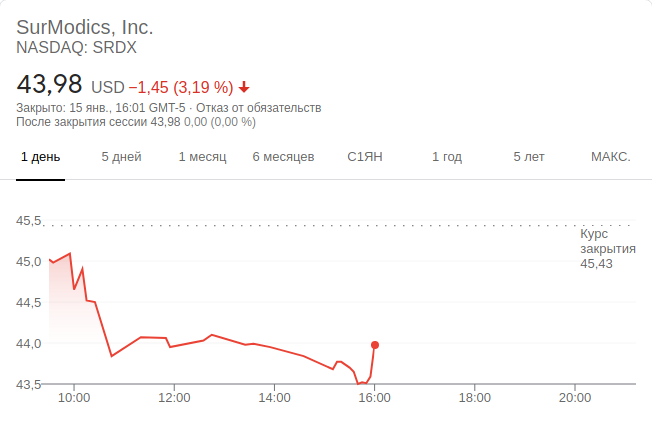 SurModics, Inc.
NASDAQ: SRDX
43,98 USD −1,45 (3,19 %)
Закрыто: 15 янв., 16:01 GMT-5 · Отказ от обязательств
После закрытия сессии 43,98 0,00 (0,00 %)
1 день 5 дней 1 месяц 6 месяцев С1ЯН 1 год 5 лет МАКС.
45,5
Курс
закрытия
45,43
45,0
44,5
44,0
43,5
10:00 12:00 14:00 16:00 18:00 20:00